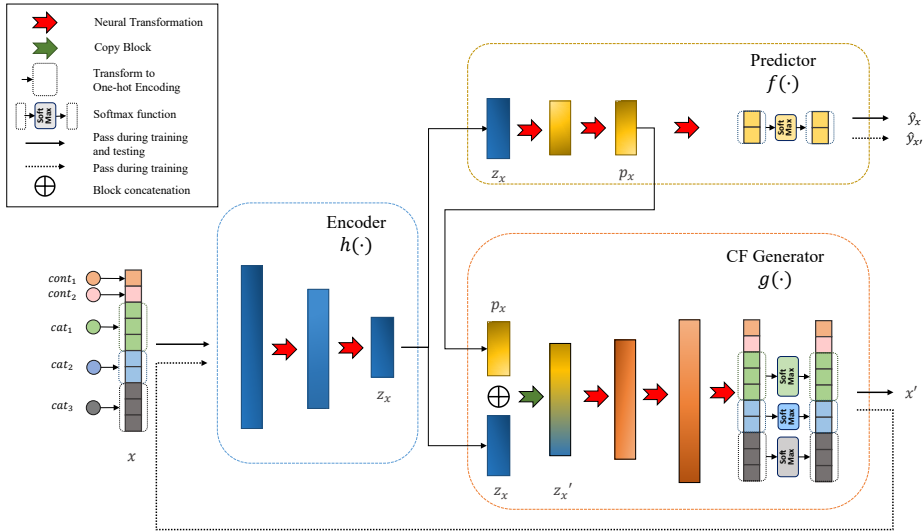 Neural Transformation
Copy Block
Transform to
One-hot Encoding
Soft
Max
Softmax function
Pass during training
and testing
Pass during training
Block concatenation
Predictor
f(·)
Soft
Max
ŷₓ
ŷₓ′
zₓ
pₓ
Encoder
h(·)
zₓ
cont₁
cont₂
cat₁
cat₂
cat₃
x
CF Generator
g(·)
pₓ
zₓ
zₓ′
Soft
Max
Soft
Max
Soft
Max
x′